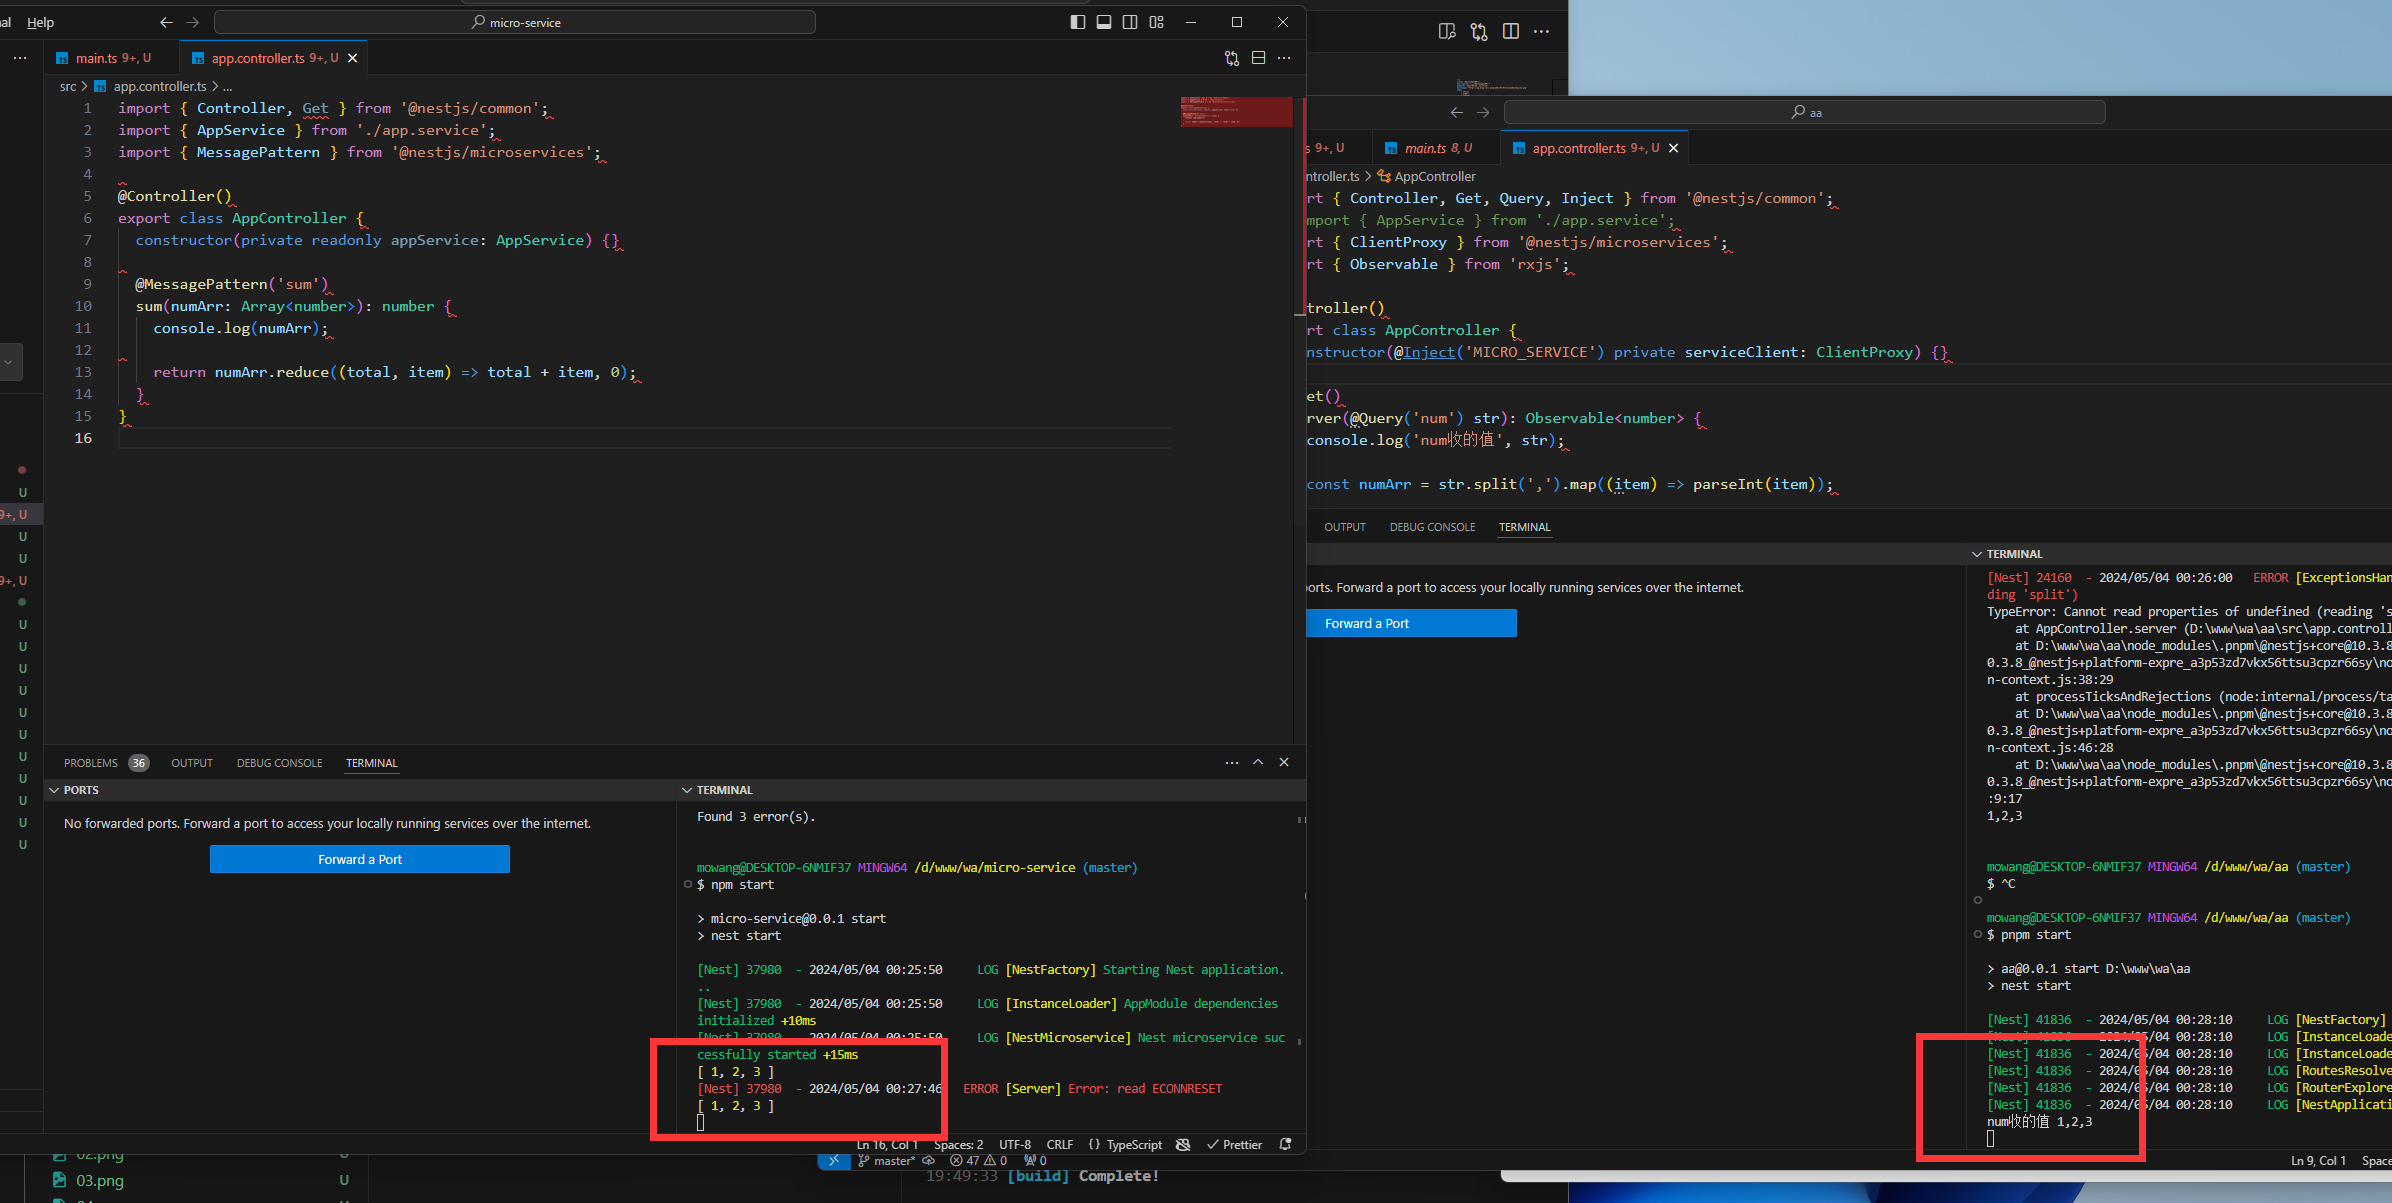 al Help
micro-service
main.ts 9+, U
app.controller.ts 9+, U
src > app.controller.ts > ...
1 import { Controller, Get } from '@nestjs/common';
2 import { AppService } from './app.service';
3 import { MessagePattern } from '@nestjs/microservices';
4
5 @Controller()
6 export class AppController {
7 constructor(private readonly appService: AppService) {}
8
9 @MessagePattern('sum')
10 sum(numArr: Array<number>): number {
11 console.log(numArr);
12
13 return numArr.reduce((total, item) => total + item, 0);
14 }
15 }
16
U
9+, U
U
U
9+, U
U
U
U
U
U
U
U
U
U
U
U
PROBLEMS 36 OUTPUT DEBUG CONSOLE TERMINAL
PORTS
No forwarded ports. Forward a port to access your locally running services over the internet.
Forward a Port
TERMINAL
Found 3 error(s).
mowang@DESKTOP-6NMIF37 MINGW64 /d/www/wa/micro-service (master)
$ npm start
> micro-service@0.0.1 start
> nest start
[Nest] 37980 - 2024/05/04 00:25:50 LOG [NestFactory] Starting Nest application.
..
[Nest] 37980 - 2024/05/04 00:25:50 LOG [InstanceLoader] AppModule dependencies
initialized +10ms
[Nest] 37980 - 2024/05/04 00:25:50 LOG [NestMicroservice] Nest microservice suc
cessfully started +15ms
[ 1, 2, 3 ]
[Nest] 37980 - 2024/05/04 00:27:46 ERROR [Server] Error: read ECONNRESET
[ 1, 2, 3 ]
Ln 16, Col 1 Spaces: 2 UTF-8 CRLF {} TypeScript Prettier
master* 47 0 0
02.png U
03.png U
19:49:33 [build] Complete!
aa
s 9+, U
main.ts 8, U
app.controller.ts 9+, U
ntroller.ts > AppController
rt { Controller, Get, Query, Inject } from '@nestjs/common';
mport { AppService } from './app.service';
rt { ClientProxy } from '@nestjs/microservices';
rt { Observable } from 'rxjs';
troller()
rt class AppController {
nstructor(@Inject('MICRO_SERVICE') private serviceClient: ClientProxy) {}
et()
rver(@Query('num') str): Observable<number> {
console.log('num收的值', str);
const numArr = str.split(',').map((item) => parseInt(item));
OUTPUT DEBUG CONSOLE TERMINAL
orts. Forward a port to access your locally running services over the internet.
Forward a Port
TERMINAL
[Nest] 24160 - 2024/05/04 00:26:00 ERROR [ExceptionsHan
ding 'split')
TypeError: Cannot read properties of undefined (reading 's
at AppController.server (D:\www\wa\aa\src\app.controll
at D:\www\wa\aa\node_modules\.pnpm\@nestjs+core@10.3.8
0.3.8_@nestjs+platform-expre_a3p53zd7vkx56ttsu3cpzr66sy\no
n-context.js:38:29
at processTicksAndRejections (node:internal/process/ta
at D:\www\wa\aa\node_modules\.pnpm\@nestjs+core@10.3.8
0.3.8_@nestjs+platform-expre_a3p53zd7vkx56ttsu3cpzr66sy\no
n-context.js:46:28
at D:\www\wa\aa\node_modules\.pnpm\@nestjs+core@10.3.8
0.3.8_@nestjs+platform-expre_a3p53zd7vkx56ttsu3cpzr66sy\no
:9:17
1,2,3
mowang@DESKTOP-6NMIF37 MINGW64 /d/www/wa/aa (master)
$ ^C
mowang@DESKTOP-6NMIF37 MINGW64 /d/www/wa/aa (master)
$ pnpm start
> aa@0.0.1 start D:\www\wa\aa
> nest start
[Nest] 41836 - 2024/05/04 00:28:10 LOG [NestFactory]
[Nest] 41836 - 2024/05/04 00:28:10 LOG [InstanceLoade
[Nest] 41836 - 2024/05/04 00:28:10 LOG [InstanceLoade
[Nest] 41836 - 2024/05/04 00:28:10 LOG [RoutesResolve
[Nest] 41836 - 2024/05/04 00:28:10 LOG [RouterExplore
[Nest] 41836 - 2024/05/04 00:28:10 LOG [NestApplicati
num收的值 1,2,3
Ln 9, Col 1 Space